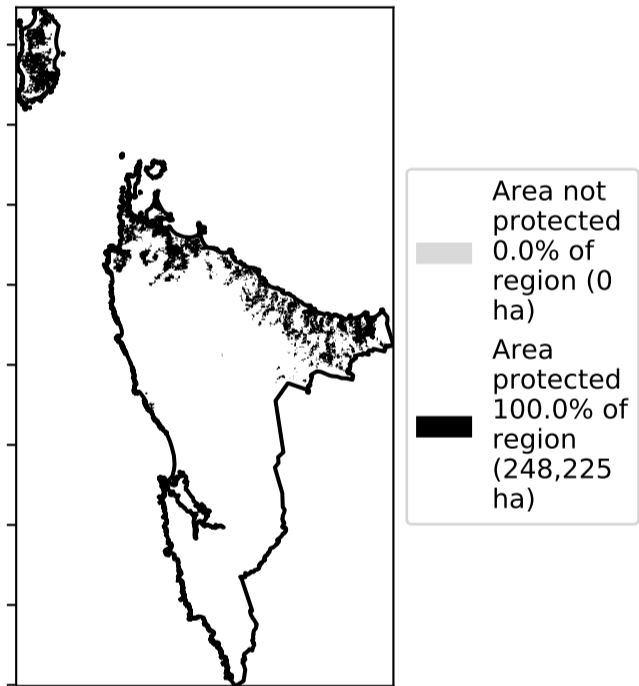 Area not
protected
0.0% of
region (0
ha)
Area
protected
100.0% of
region
(248,225
ha)